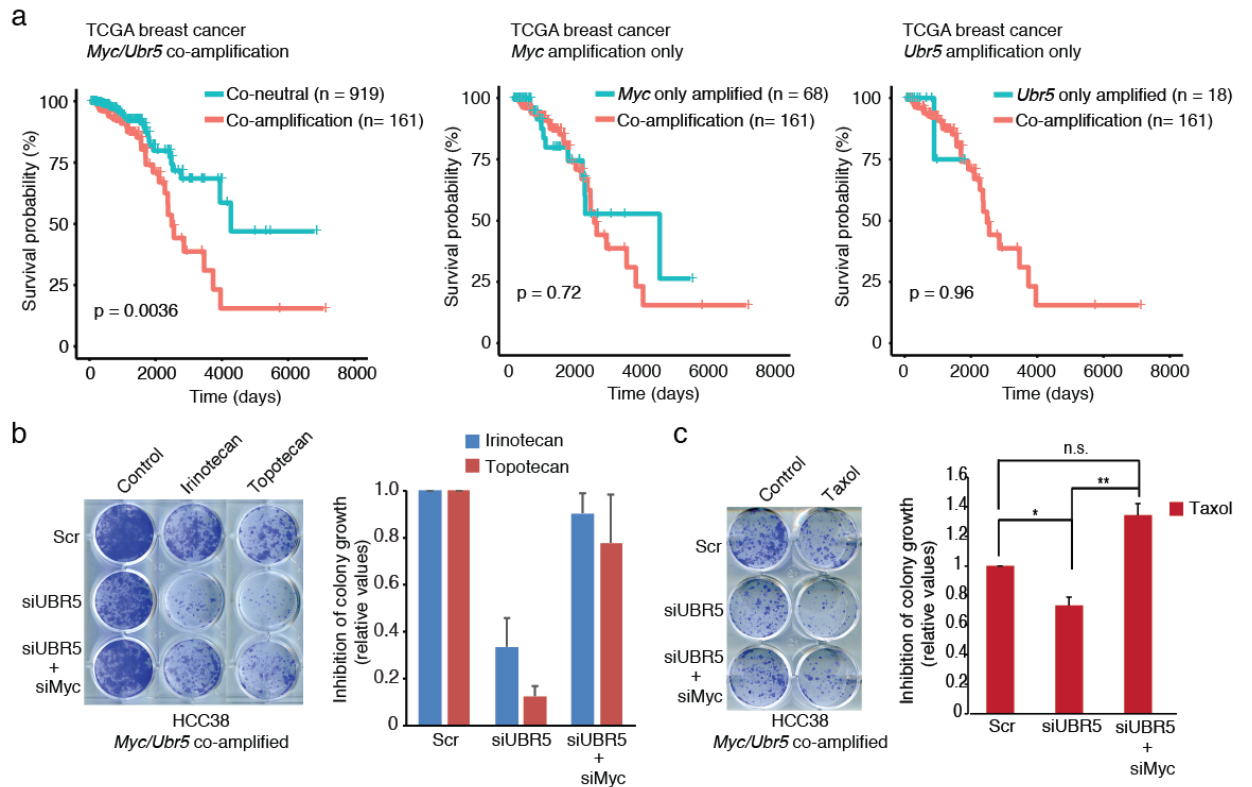 a
TCGA breast cancer
Myc/Ubr5 co-amplification
Co-neutral (n = 919)
Co-amplification (n= 161)
Survival probability (%)
100
75
50
25
0
p = 0.0036
0 2000 4000 6000 8000
Time (days)
TCGA breast cancer
Myc amplification only
Myc only amplified (n = 68)
Co-amplification (n= 161)
Survival probability (%)
100
75
50
25
0
p = 0.72
0 2000 4000 6000 8000
Time (days)
TCGA breast cancer
Ubr5 amplification only
Ubr5 only amplified (n = 18)
Co-amplification (n= 161)
Survival probability (%)
100
75
50
25
0
p = 0.96
0 2000 4000 6000 8000
Time (days)
b
Control Irinotecan Topotecan
Scr
siUBR5
siUBR5
+
siMyc
HCC38
Myc/Ubr5 co-amplified
Irinotecan
Topotecan
Inhibition of colony growth
(relative values)
1.0
0.8
0.6
0.4
0.2
0
Scr siUBR5 siUBR5
+
siMyc
c
Control Taxol
Scr
siUBR5
siUBR5
+
siMyc
HCC38
Myc/Ubr5 co-amplified
n.s.
**
*
Taxol
Inhibition of colony growth
(relative values)
1.6
1.4
1.2
1
0.8
0.6
0.4
0.2
0
Scr siUBR5 siUBR5
+
siMyc